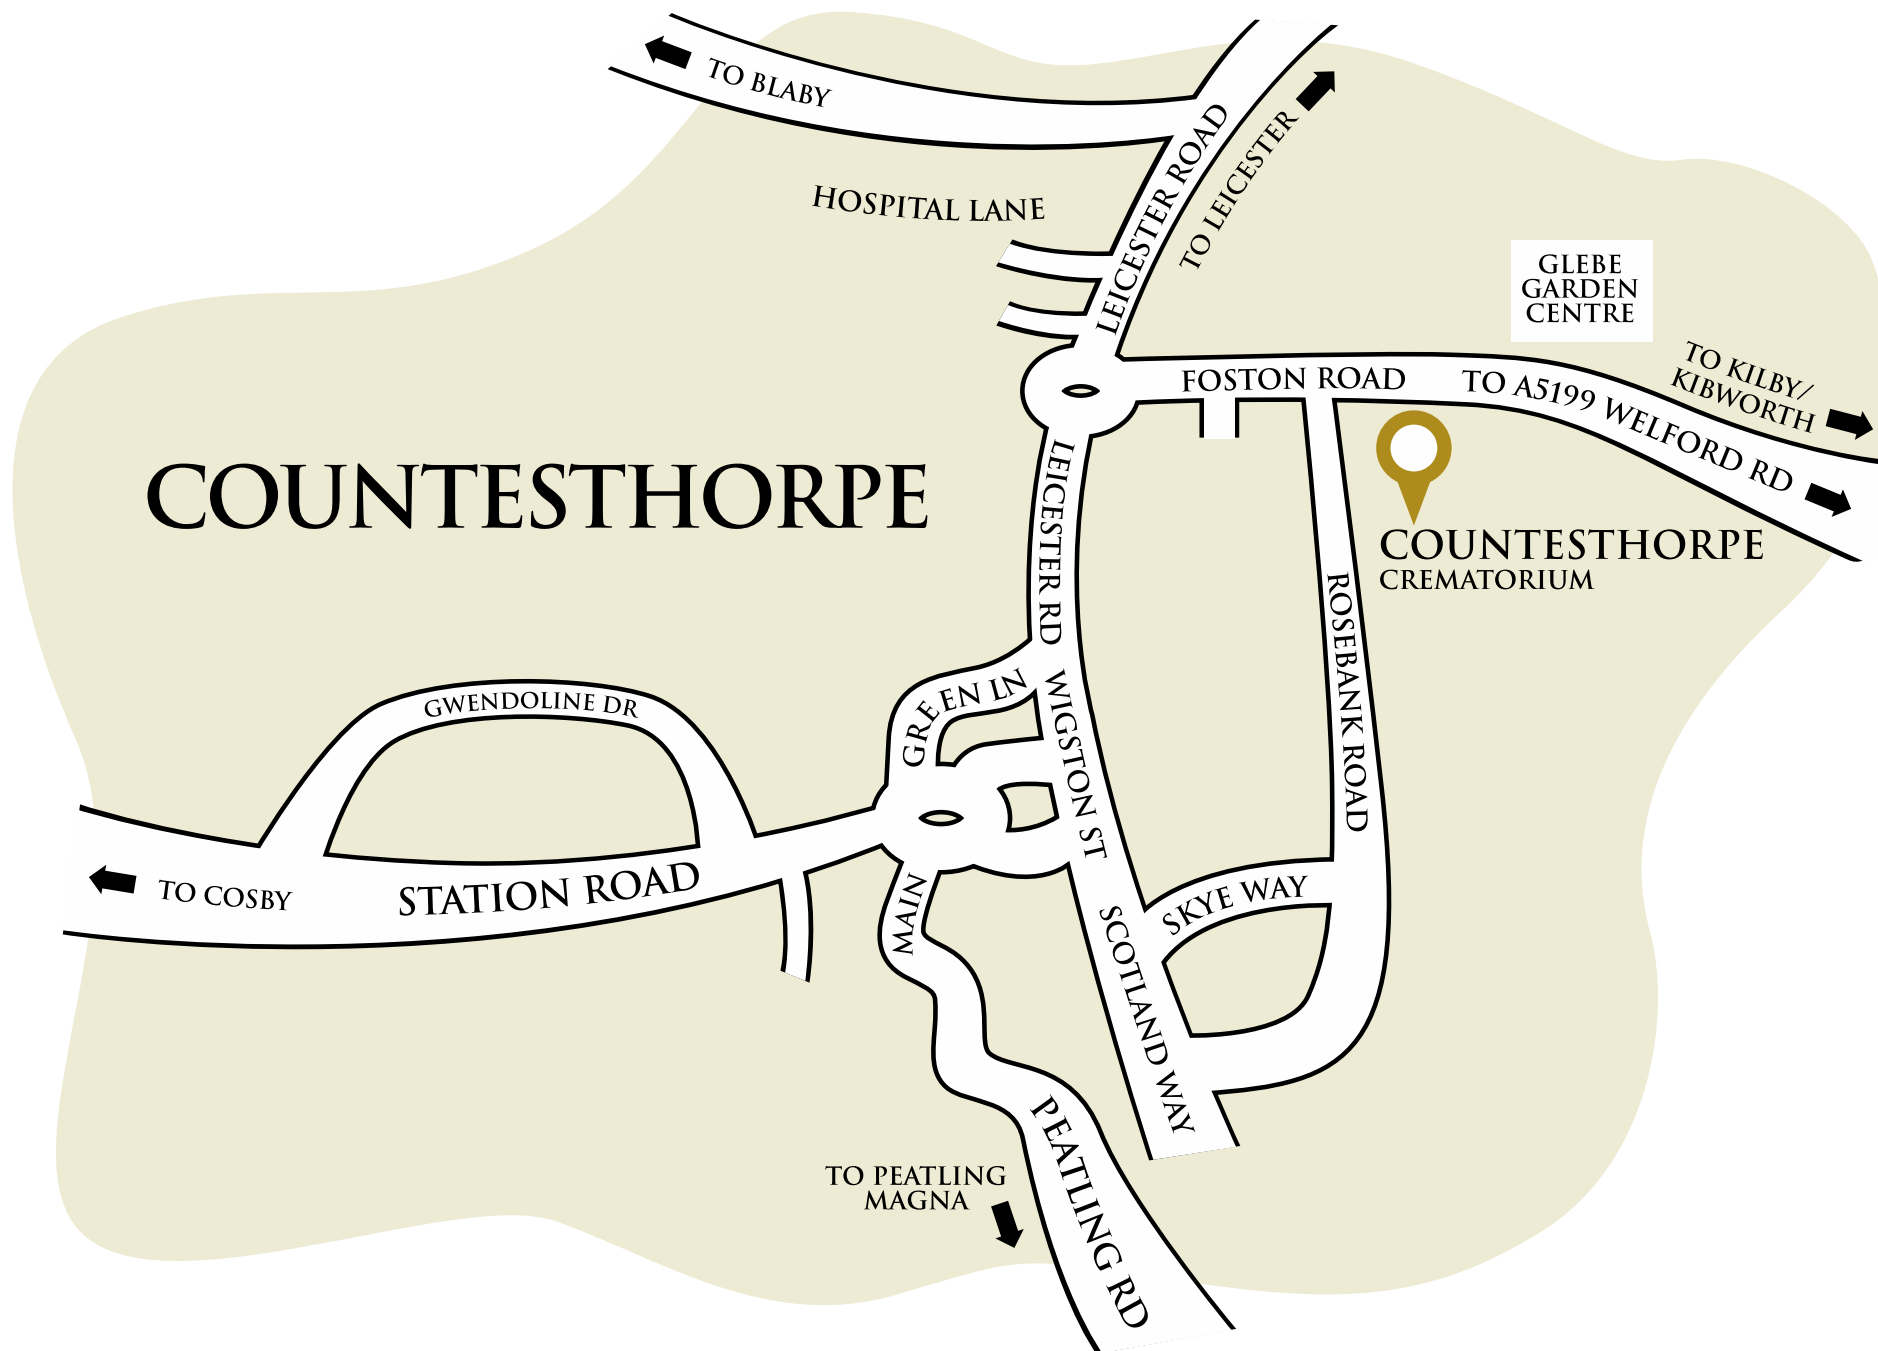 TO BLABY
LEICESTER ROAD
TO LEICESTER
HOSPITAL LANE
GLEBE
GARDEN
CENTRE
TO KILBY/
KIBWORTH
FOSTON ROAD
TO A5199 WELFORD RD
COUNTESTHORPE
LEICESTER RD
COUNTESTHORPE
CREMATORIUM
ROSEBANK ROAD
GREEN LN
WIGSTON ST
GWENDOLINE DR
TO COSBY
STATION ROAD
MAIN
SKYE WAY
SCOTLAND WAY
PEATLING RD
TO PEATLING
MAGNA